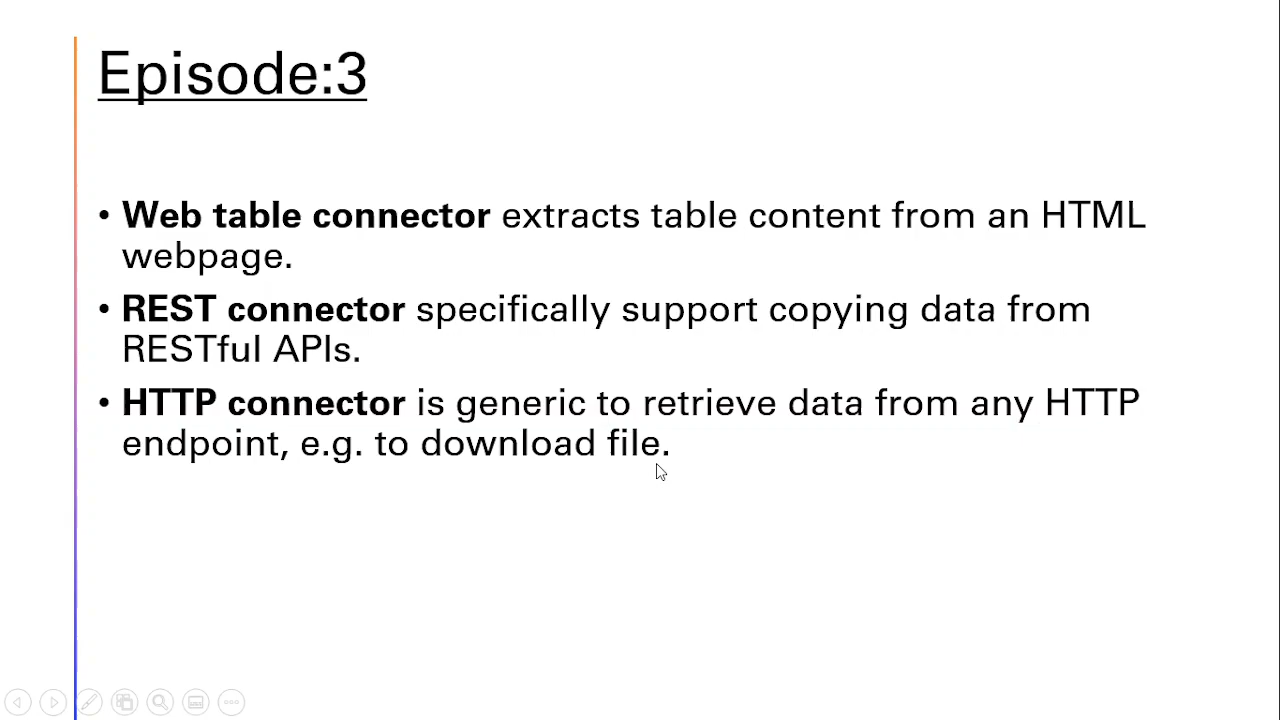 Episode:3
• Web table connector extracts table content from an HTML
webpage.
• REST connector specifically support copying data from
RESTful APIs.
• HTTP connector is generic to retrieve data from any HTTP
endpoint, e.g. to download file.